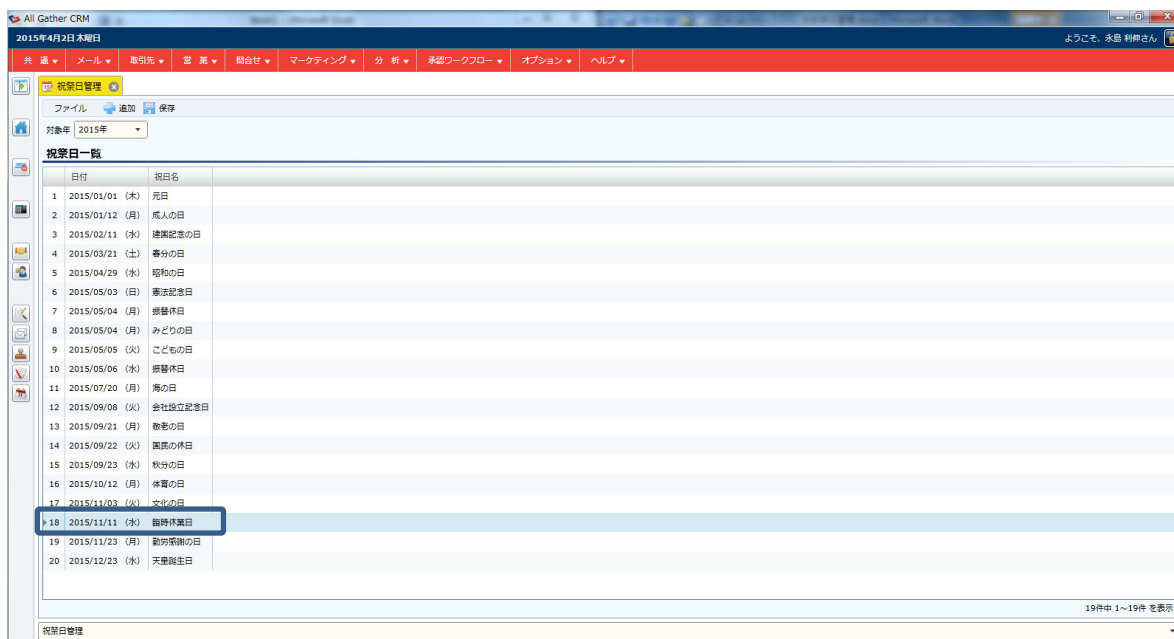 All Gather CRM
2015年4月2日木曜日 ようこそ、永島 利伸さん
共 通 メール 取引先 営 業 問合せ マーケティング 分 析 承認ワークフロー オプション ヘルプ
祝祭日管理
ファイル 追加 保存
対象年 2015年
祝祭日一覧
日付 祝日名
1 2015/01/01 (木) 元日
2 2015/01/12 (月) 成人の日
3 2015/02/11 (水) 建国記念の日
4 2015/03/21 (土) 春分の日
5 2015/04/29 (水) 昭和の日
6 2015/05/03 (日) 憲法記念日
7 2015/05/04 (月) 振替休日
8 2015/05/04 (月) みどりの日
9 2015/05/05 (火) こどもの日
10 2015/05/06 (水) 振替休日
11 2015/07/20 (月) 海の日
12 2015/09/08 (火) 会社設立記念日
13 2015/09/21 (月) 敬老の日
14 2015/09/22 (火) 国民の休日
15 2015/09/23 (水) 秋分の日
16 2015/10/12 (月) 体育の日
17 2015/11/03 (火) 文化の日
18 2015/11/11 (水) 臨時休業日
19 2015/11/23 (月) 勤労感謝の日
20 2015/12/23 (水) 天皇誕生日
19件中 1～19件 を表示
祝祭日管理